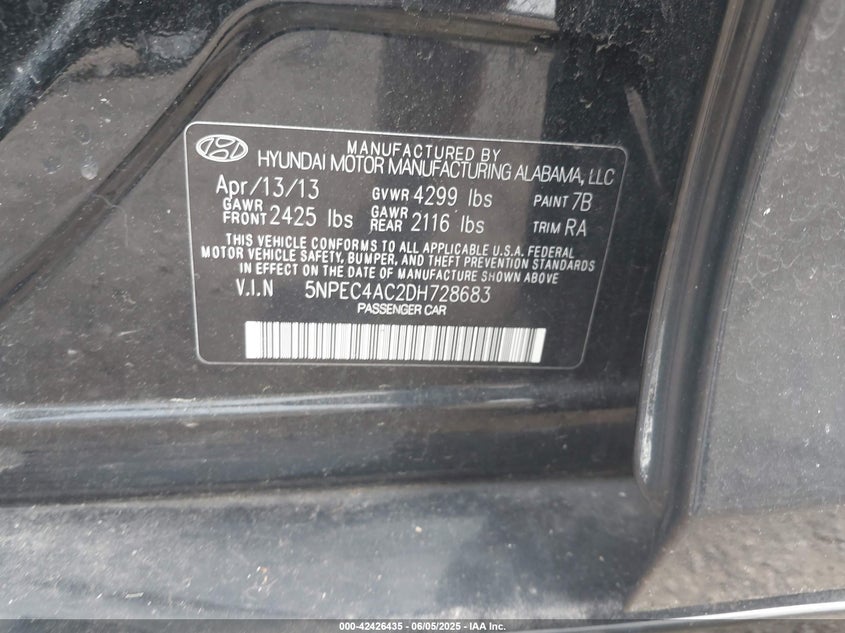 MANUFACTURED BY
HYUNDAI MOTOR MANUFACTURING ALABAMA, LLC
Apr/13/13 GVWR 4299 lbs PAINT 7B
GAWR FRONT 2425 lbs GAWR REAR 2116 lbs TRIM RA
THIS VEHICLE CONFORMS TO ALL APPLICABLE U.S.A. FEDERAL
MOTOR VEHICLE SAFETY, BUMPER, AND THEFT PREVENTION STANDARDS
IN EFFECT ON THE DATE OF MANUFACTURE SHOWN ABOVE
V.I.N 5NPEC4AC2DH728683
PASSENGER CAR
000-42426435 - 06/05/2025 - IAA Inc.